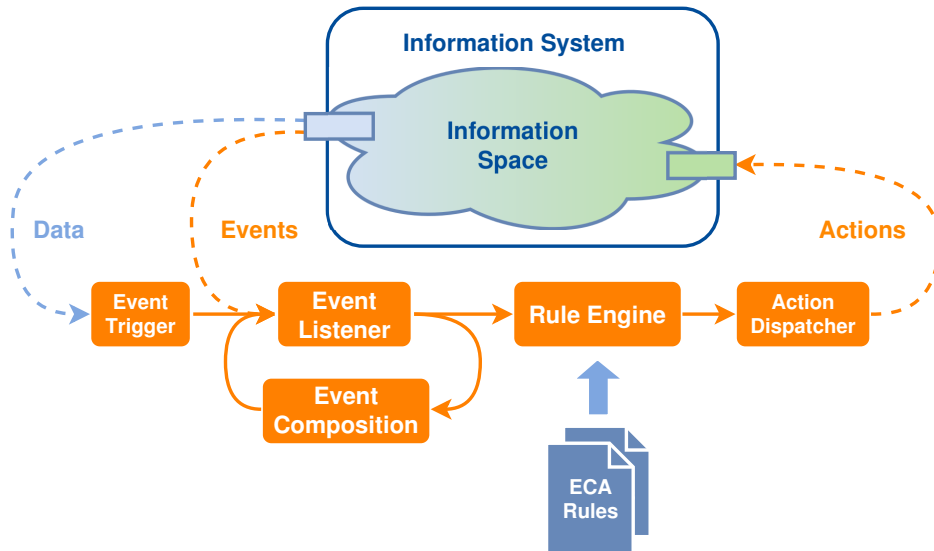 Information System
Information
Space
Data
Events
Actions
Event
Trigger
Event
Listener
Rule Engine
Action
Dispatcher
Event
Composition
ECA
Rules